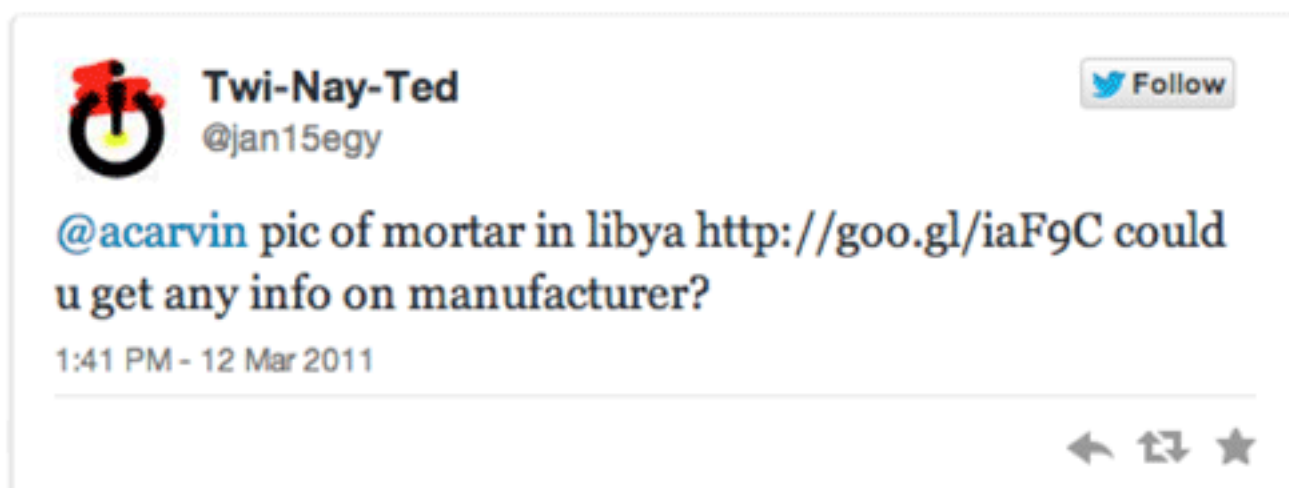 Twi-Nay-Ted
Follow
@jan15egy
@acarvin pic of mortar in libya http://goo.gl/iaF9C could
u get any info on manufacturer?
1:41 PM - 12 Mar 2011